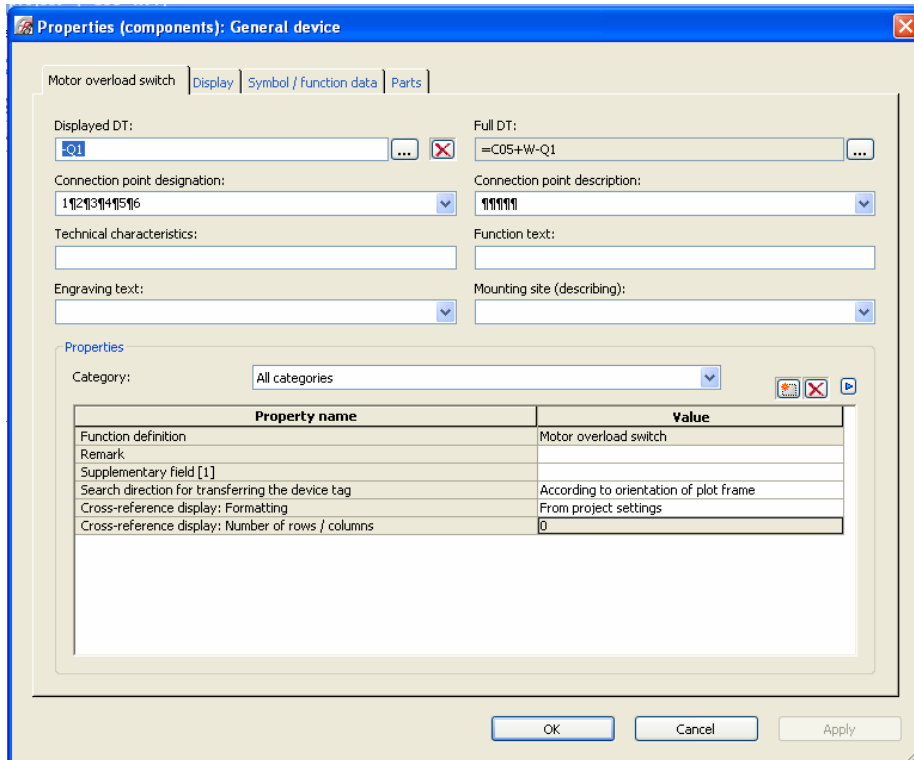 Properties (components): General device
Motor overload switch Display Symbol / function data Parts
Displayed DT: Full DT:
-Q1 ... =C05+W-Q1 ...
Connection point designation: Connection point description:
1¶2¶3¶4¶5¶6 ¶¶¶¶¶
Technical characteristics: Function text:
Engraving text: Mounting site (describing):
Properties
Category: All categories
Property name Value
Function definition Motor overload switch
Remark
Supplementary field [1]
Search direction for transferring the device tag According to orientation of plot frame
Cross-reference display: Formatting From project settings
Cross-reference display: Number of rows / columns 0
OK Cancel Apply